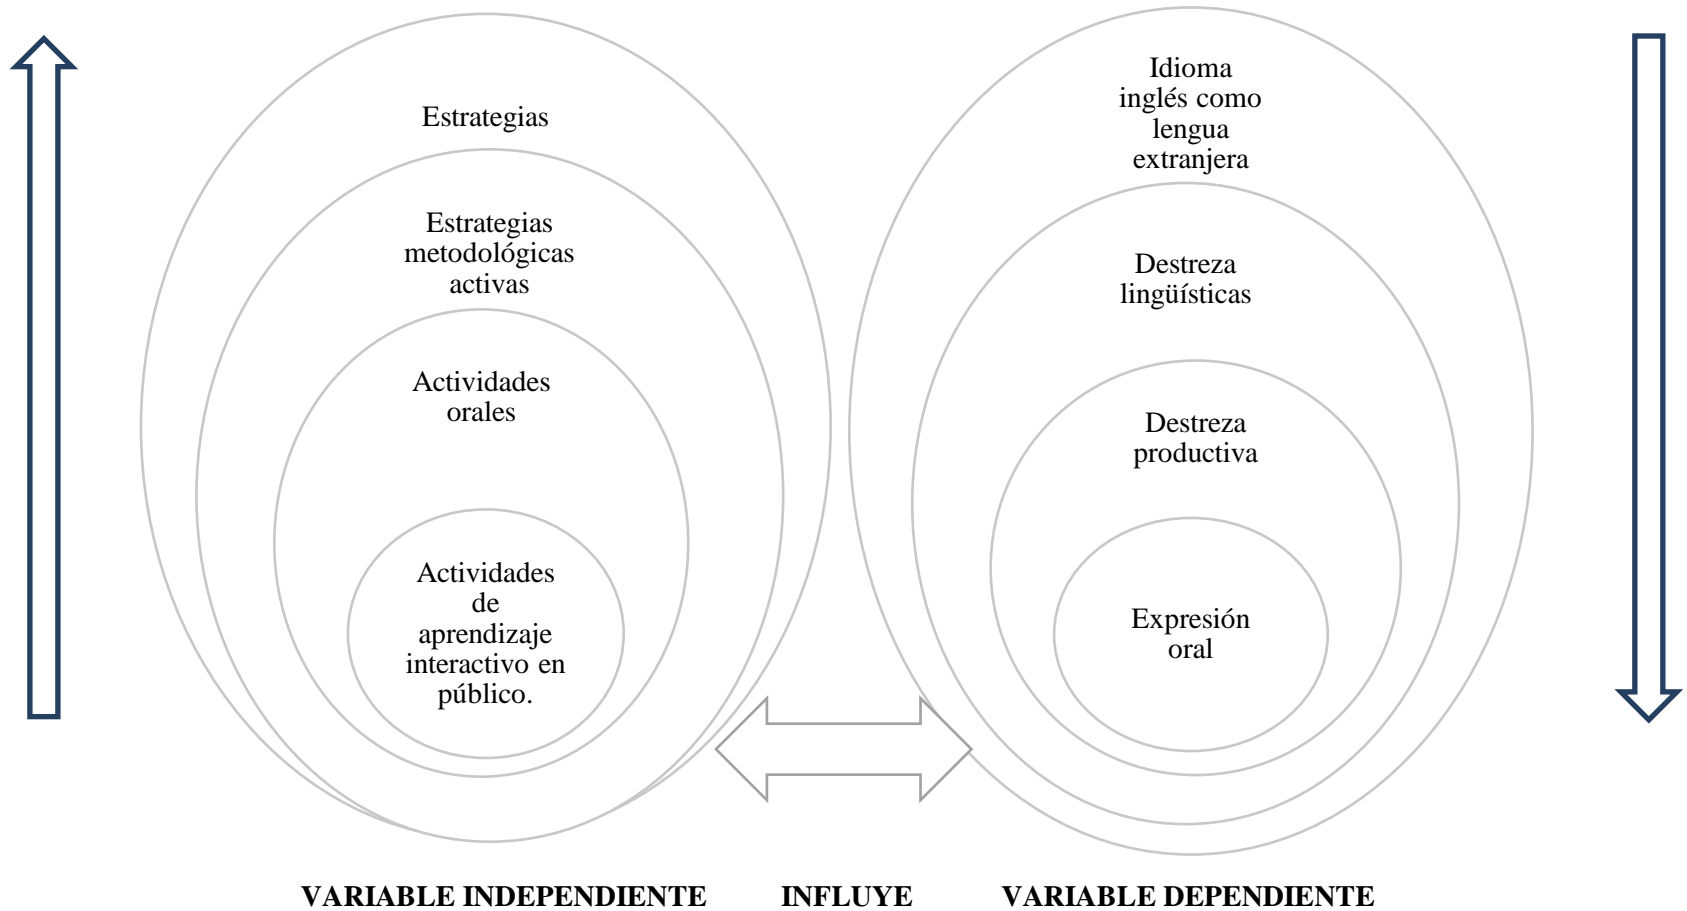 Estrategias
Estrategias
metodológicas
activas
Actividades
orales
Actividades
de
aprendizaje
interactivo en
público.
Idioma
inglés como
lengua
extranjera
Destreza
lingüísticas
Destreza
productiva
Expresión
oral
VARIABLE INDEPENDIENTE INFLUYE VARIABLE DEPENDIENTE